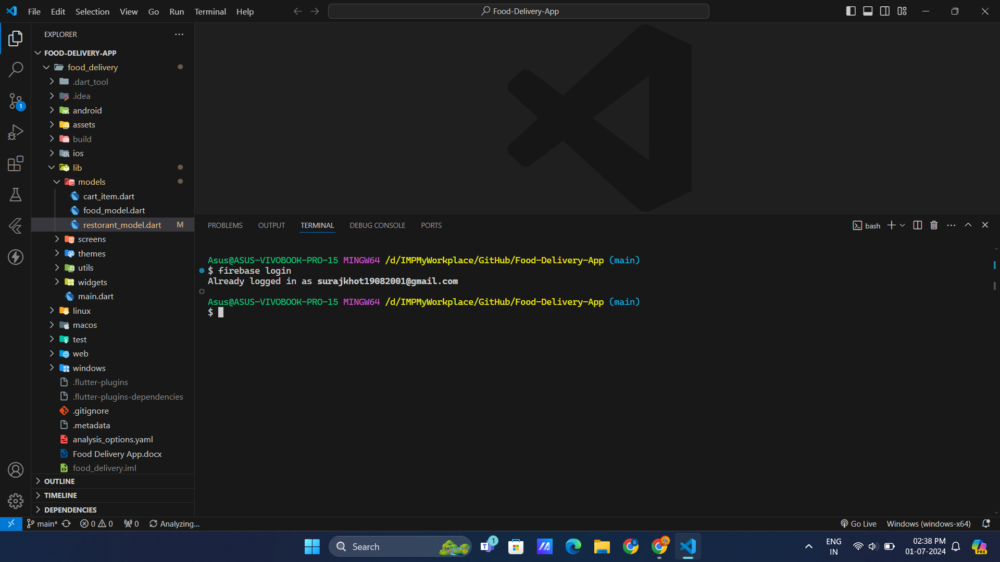 File Edit Selection View Go Run Terminal Help
Food-Delivery-App
EXPLORER
FOOD-DELIVERY-APP
food_delivery
.dart_tool
.idea
android
assets
build
ios
lib
models
cart_item.dart
food_model.dart
restorant_model.dart M
screens
themes
utils
widgets
main.dart
linux
macos
test
web
windows
.flutter-plugins
.flutter-plugins-dependencies
.gitignore
.metadata
analysis_options.yaml
Food Delivery App.docx
food_delivery.iml
OUTLINE
TIMELINE
DEPENDENCIES
1
PROBLEMS OUTPUT TERMINAL DEBUG CONSOLE PORTS
bash
Asus@ASUS-VIVOBOOK-PRO-15 MINGW64 /d/IMPMyWorkplace/GitHub/Food-Delivery-App (main)
$ firebase login
Already logged in as surajkhot19082001@gmail.com
Asus@ASUS-VIVOBOOK-PRO-15 MINGW64 /d/IMPMyWorkplace/GitHub/Food-Delivery-App (main)
$
main* 0 0 0 Analyzing...
Go Live Windows (windows-x64)
Search
1
ENG
IN
02:38 PM
01-07-2024
PRE